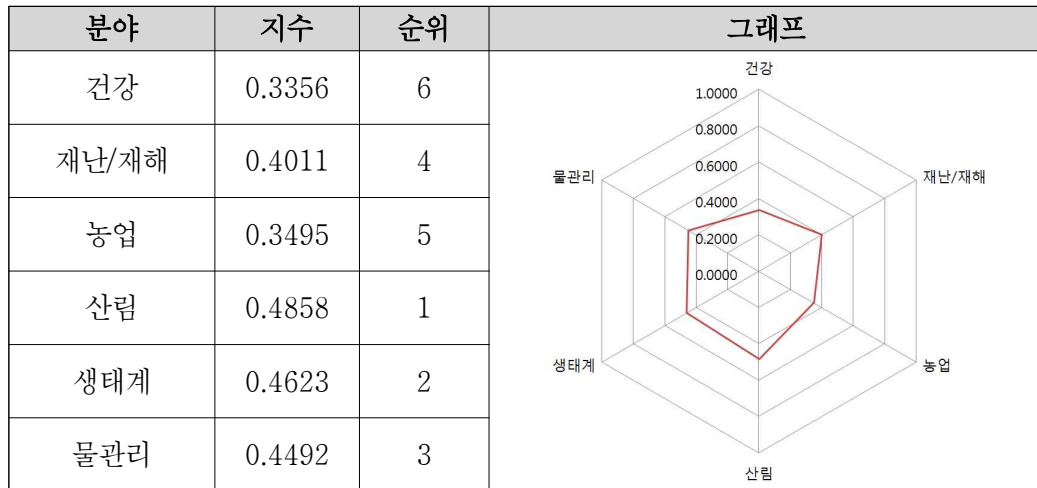 분야 지수 순위 그래프
건강 0.3356 6
재난/재해 0.4011 4
농업 0.3495 5
산림 0.4858 1
생태계 0.4623 2
물관리 0.4492 3
건강
1.0000
0.8000
물관리 재난/재해
0.6000
0.4000
0.2000
0.0000
생태계 농업
산림